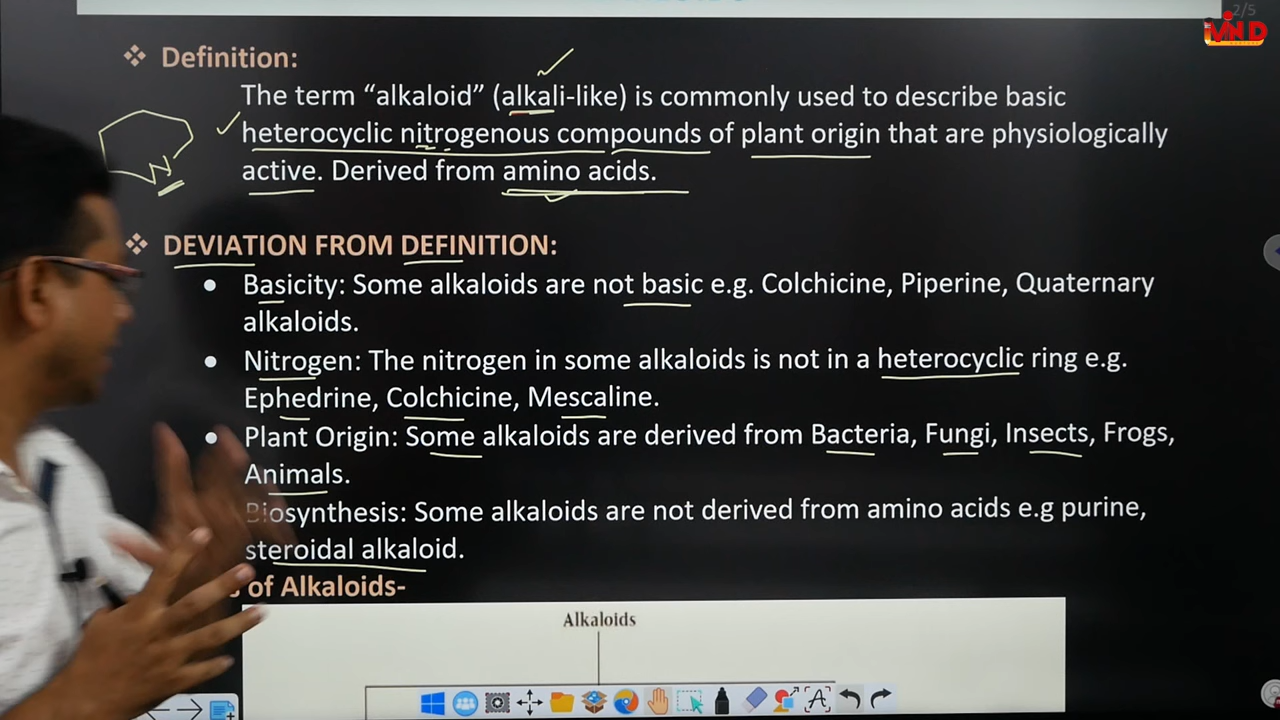 2/5
MND
Definition:
The term “alkaloid” (alkali-like) is commonly used to describe basic
heterocyclic nitrogenous compounds of plant origin that are physiologically
N
active. Derived from amino acids.
DEVIATION FROM DEFINITION:
Basicity: Some alkaloids are not basic e.g. Colchicine, Piperine, Quaternary
alkaloids.
Nitrogen: The nitrogen in some alkaloids is not in a heterocyclic ring e.g.
Ephedrine, Colchicine, Mescaline.
Plant Origin: Some alkaloids are derived from Bacteria, Fungi, Insects, Frogs,
Animals.
Biosynthesis: Some alkaloids are not derived from amino acids e.g purine,
steroidal alkaloid.
of Alkaloids-
Alkaloids